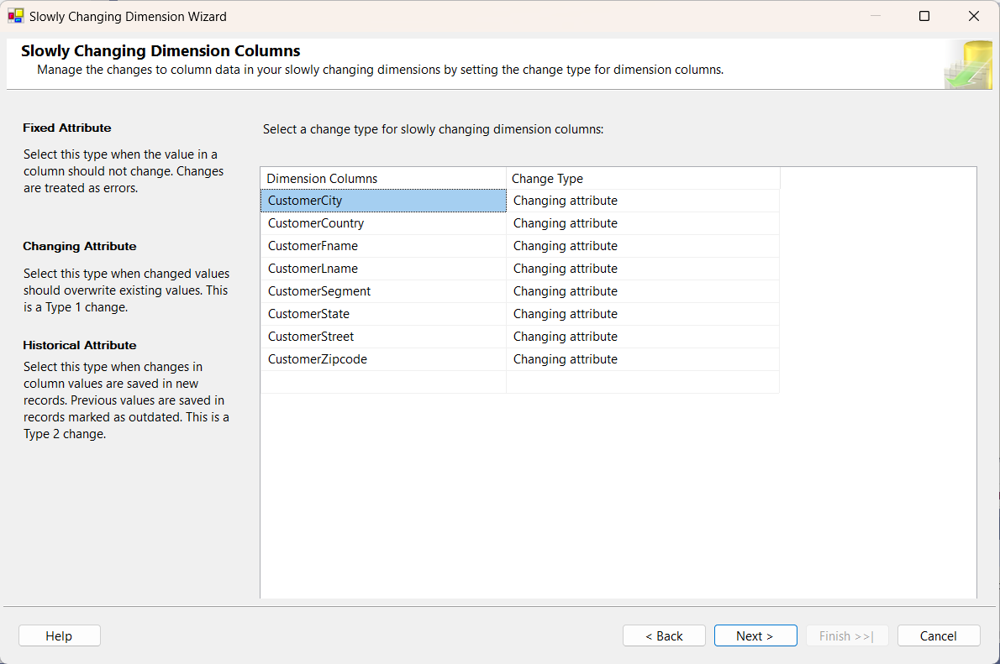 Slowly Changing Dimension Wizard
Slowly Changing Dimension Columns
Manage the changes to column data in your slowly changing dimensions by setting the change type for dimension columns.
Fixed Attribute
Select this type when the value in a
column should not change. Changes
are treated as errors.
Changing Attribute
Select this type when changed values
should overwrite existing values. This
is a Type 1 change.
Historical Attribute
Select this type when changes in
column values are saved in new
records. Previous values are saved in
records marked as outdated. This is a
Type 2 change.
Select a change type for slowly changing dimension columns:
Dimension Columns Change Type
CustomerCity Changing attribute
CustomerCountry Changing attribute
CustomerFname Changing attribute
CustomerLname Changing attribute
CustomerSegment Changing attribute
CustomerState Changing attribute
CustomerStreet Changing attribute
CustomerZipcode Changing attribute
Help < Back Next > Finish >>| Cancel